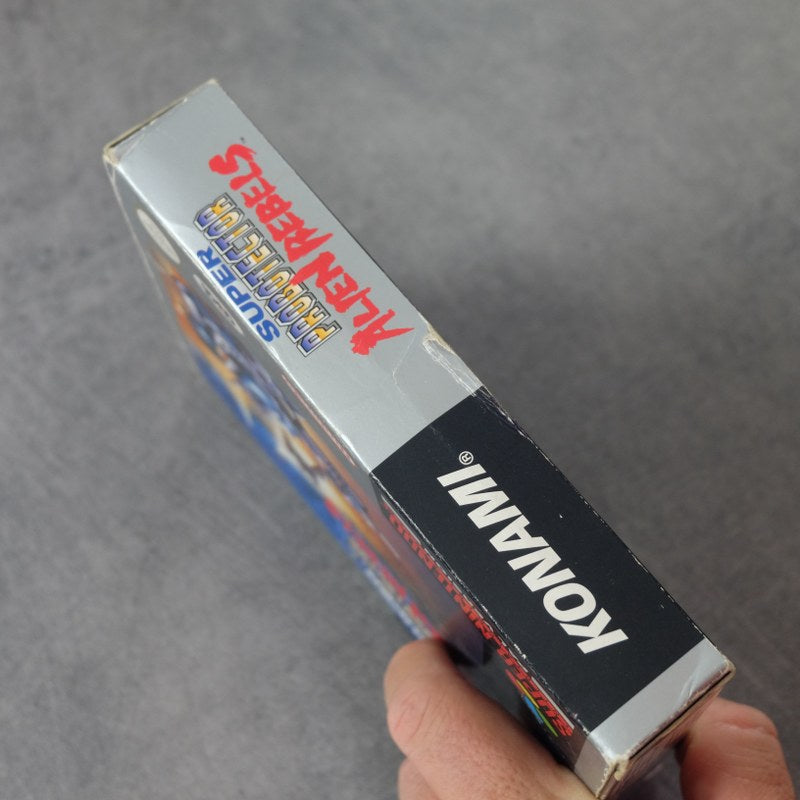 SUPER
PROBOTECTOR
ALIEN REBELS
KONAMI®